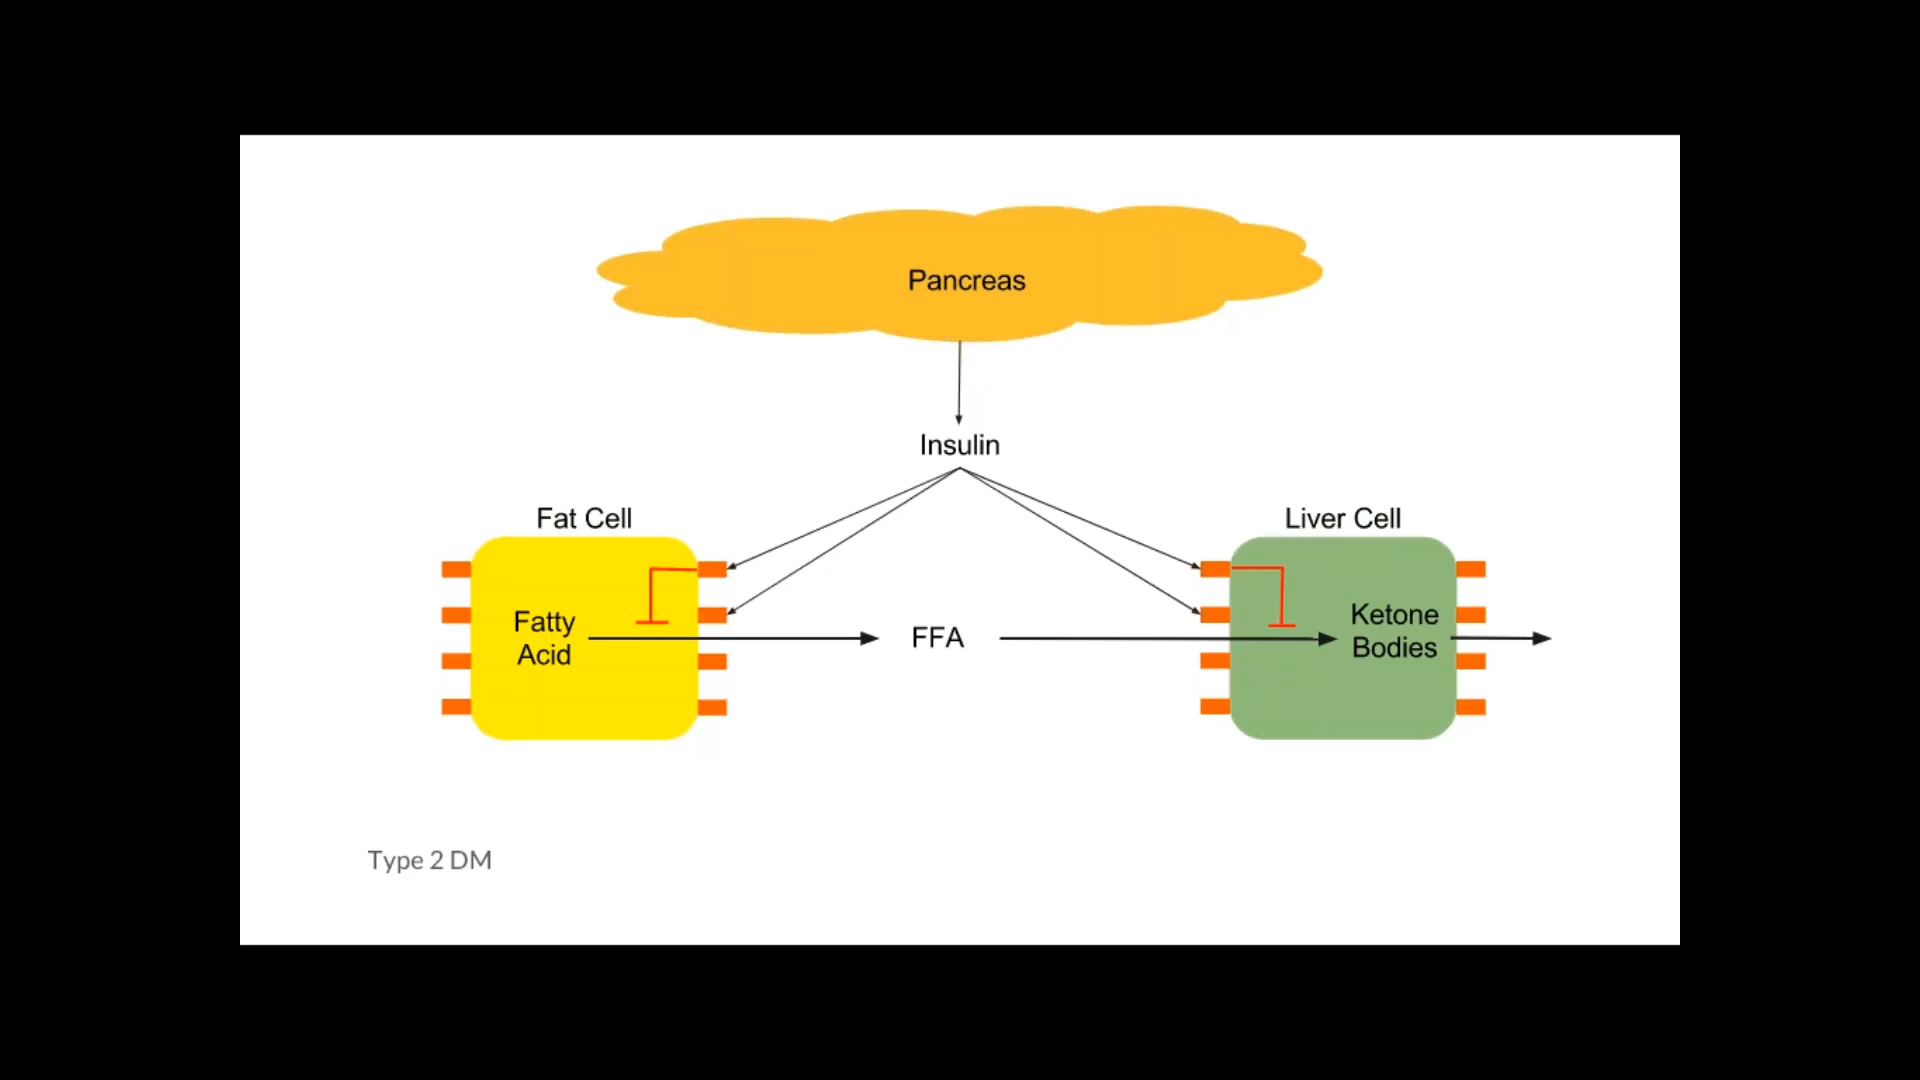 Pancreas
Insulin
Fat Cell
Liver Cell
Fatty
Acid
FFA
Ketone
Bodies
Type 2 DM